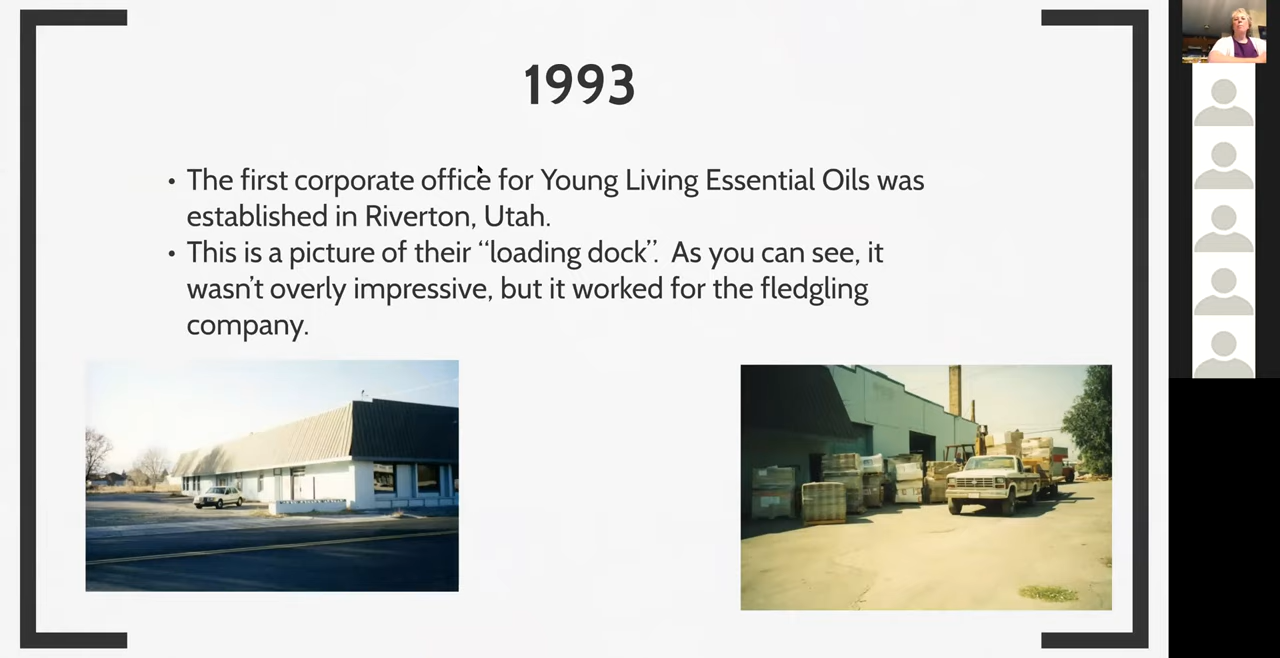 1993
• The first corporate office for Young Living Essential Oils was
established in Riverton, Utah.
• This is a picture of their “loading dock”.  As you can see, it
wasn’t overly impressive, but it worked for the fledgling
company.